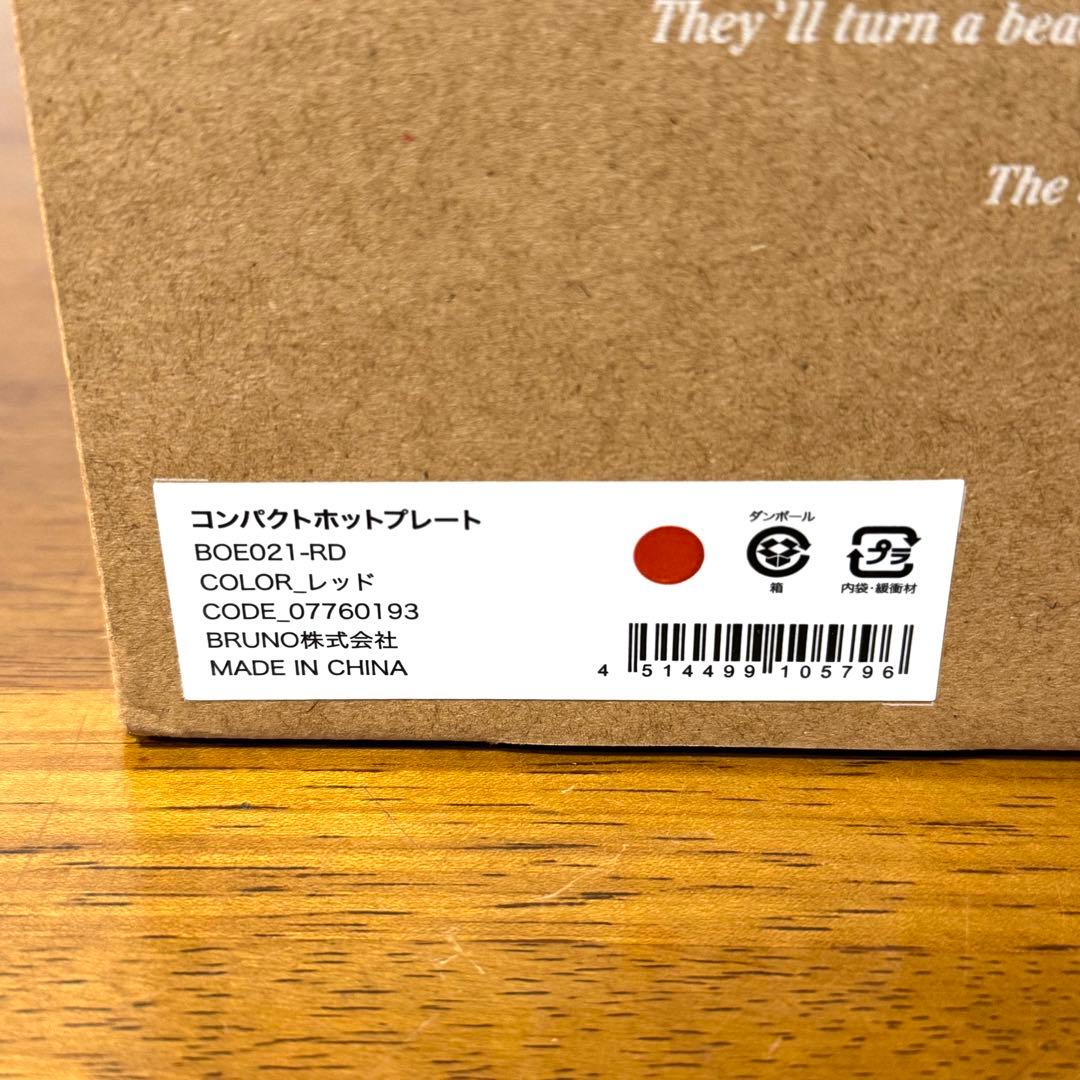 They'll turn a
The
コンパクトホットプレート
BOE021-RD
COLOR_レッド
CODE_07760193
BRUNO株式会社
MADE IN CHINA
ダンボール
箱
プラ
内袋・緩衝材
4 514499 105796